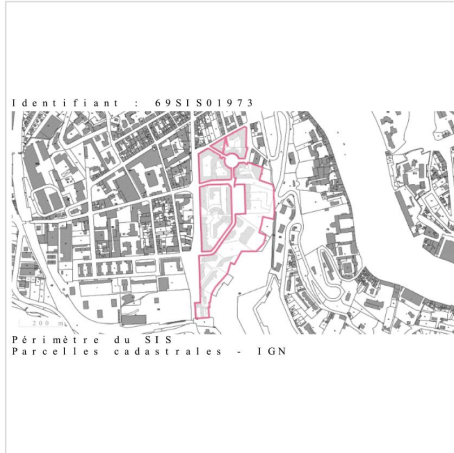 Identifiant : 69SIS01973
200 m
Périmètre du SIS
Parcelles cadastrales - IGN